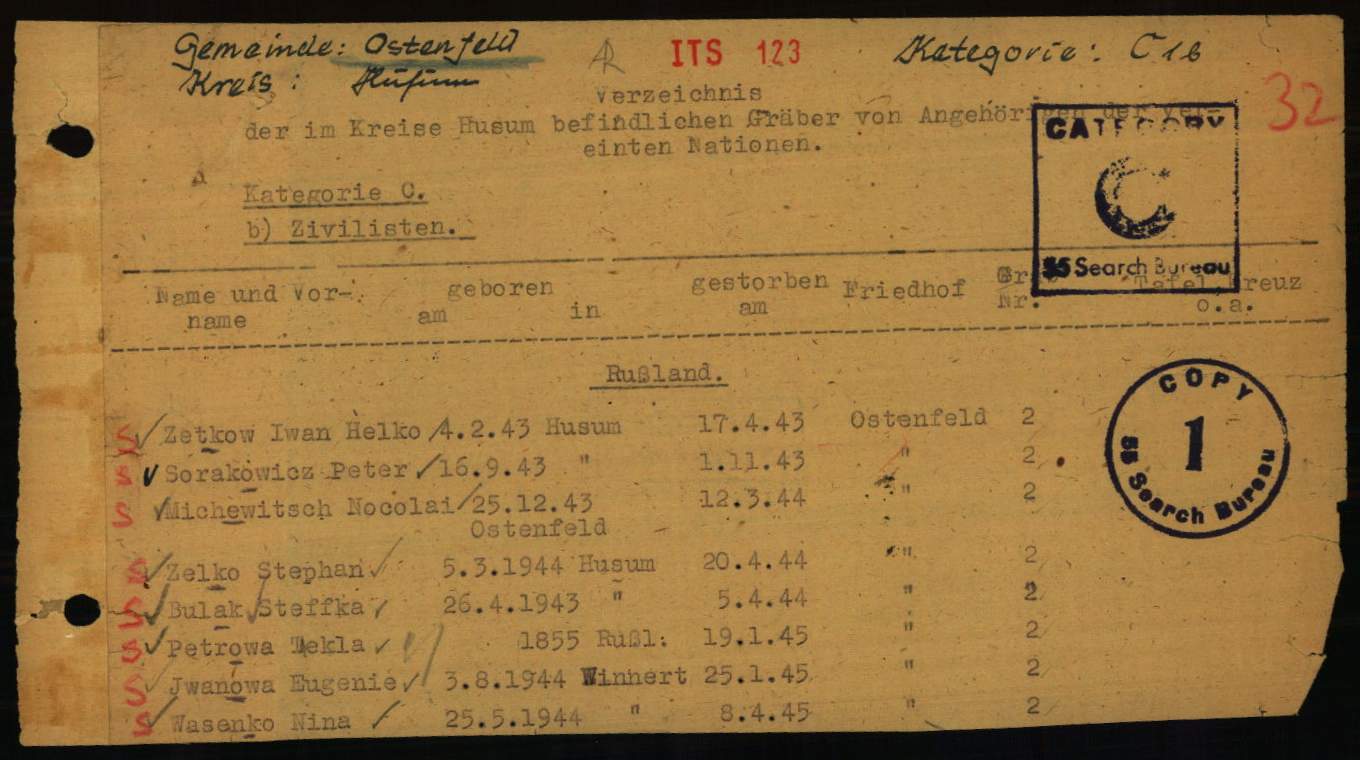 Gemeinde: Ostenfeld ITS 123 Kategorie: C 1b
Kreis: Husum 32
Verzeichnis
der im Kreise Husum befindlichen Gräber von Angehörigen der Ver-
einten Nationen.
CATEGORY
C
55 Search Bureau
Kategorie C.
b) Zivilisten.
Name und Vor- geboren gestorben Friedhof Tafel, Kreuz
name am in am Nr. o.a.
Rußland.
COPY
1
55 Search Bureau
S Zetkow Iwan Helko 4.2.43 Husum 17.4.43 Ostenfeld 2
S Sorakowicz Peter 16.9.43 " 1.11.43 " 2
S Michewitsch Nocolai 25.12.43 12.3.44 " 2
Ostenfeld
S Zelko Stephan 5.3.1944 Husum 20.4.44 " 2
S Bulak Steffka 26.4.1943 " 5.4.44 " 2
S Petrowa Tekla 1855 Rußl: 19.1.45 " 2
S Jwanowa Eugenie 3.8.1944 Winnert 25.1.45 " 2
S Wasenko Nina 25.5.1944 " 8.4.45 " 2